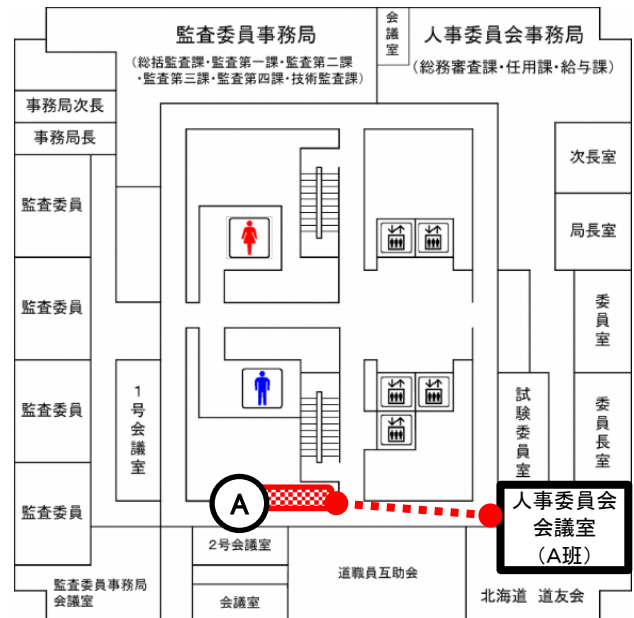 監査委員事務局
(総括監査課・監査第一課・監査第二課
・監査第三課・監査第四課・技術監査課)
会議室
人事委員会事務局
(総務審査課・任用課・給与課)
事務局次長
事務局長
監査委員
監査委員
監査委員
監査委員
次長室
局長室
委員室
委員長室
試験委員室
1号会議室
A
人事委員会
会議室
(A班)
2号会議室
会議室
監査委員事務局
会議室
道職員互助会
北海道 道友会